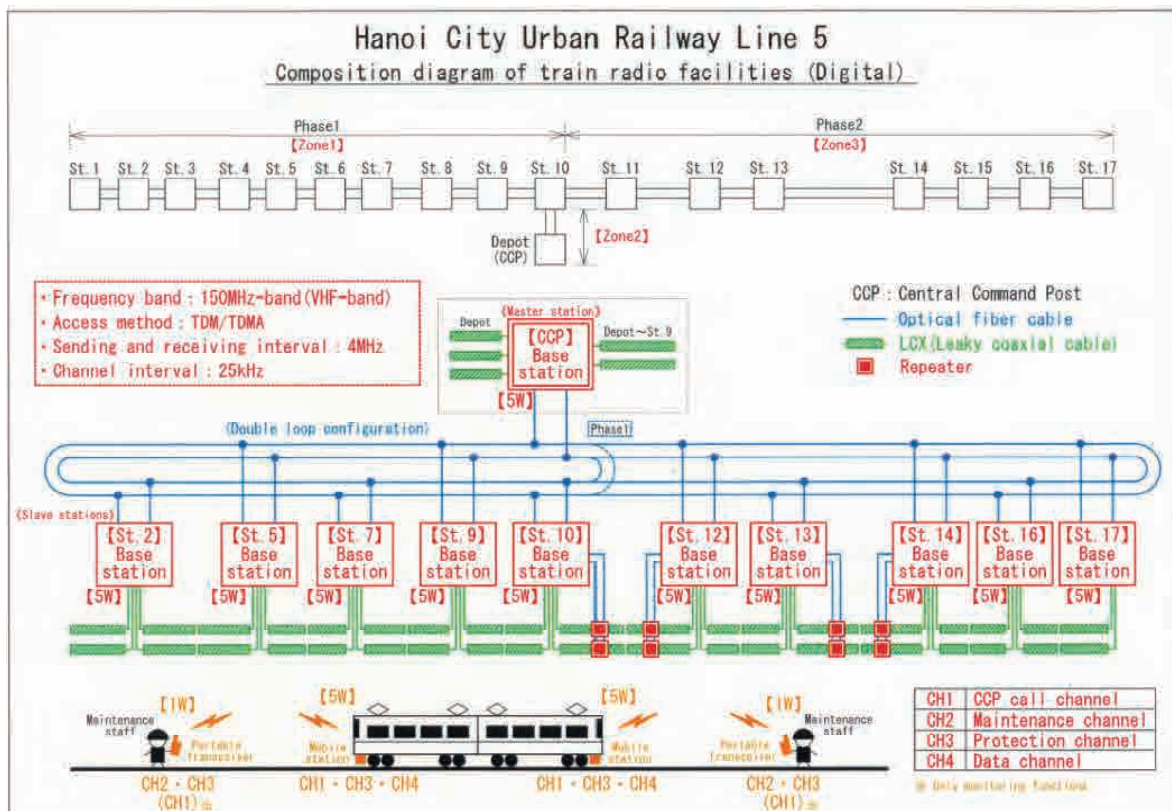 Hanoi City Urban Railway Line 5
Composition diagram of train radio facilities (Digital)
Phase1
Phase2
【Zone1】
【Zone3】
St.1 St.2 St.3 St.4 St.5 St.6 St.7 St.8 St.9 St.10 St.11 St.12 St.13 St.14 St.15 St.16 St.17
Depot
(CCP)
【Zone2】
・Frequency band : 150MHz-band(VHF-band)
・Access method : TDM/TDMA
・Sending and receiving interval : 4MHz
・Channel interval : 25kHz
(Master station)
Depot
【CCP】
Base
station
Depot~St.9
【5W】
CCP : Central Command Post
Optical fiber cable
LCX(Leaky coaxial cable)
Repeater
(Double loop configuration)
Phase1
(Slave stations)
【St.2】
Base
station
【5W】
【St.5】
Base
station
【5W】
【St.7】
Base
station
【5W】
【St.9】
Base
station
【5W】
【St.10】
Base
station
【5W】
【St.12】
Base
station
【5W】
【St.13】
Base
station
【5W】
【St.14】
Base
station
【5W】
【St.16】
Base
station
【5W】
【St.17】
Base
station
【5W】
【1W】
Maintenance
staff
Portable
transceiver
CH2・CH3
(CH1)※
【5W】
Mobile
station
CH1・CH3・CH4
【5W】
Mobile
station
CH1・CH3・CH4
【1W】
Maintenance
staff
Portable
transceiver
CH2・CH3
(CH1)※
CH1 CCP call channel
CH2 Maintenance channel
CH3 Protection channel
CH4 Data channel
※ Only monitoring functions